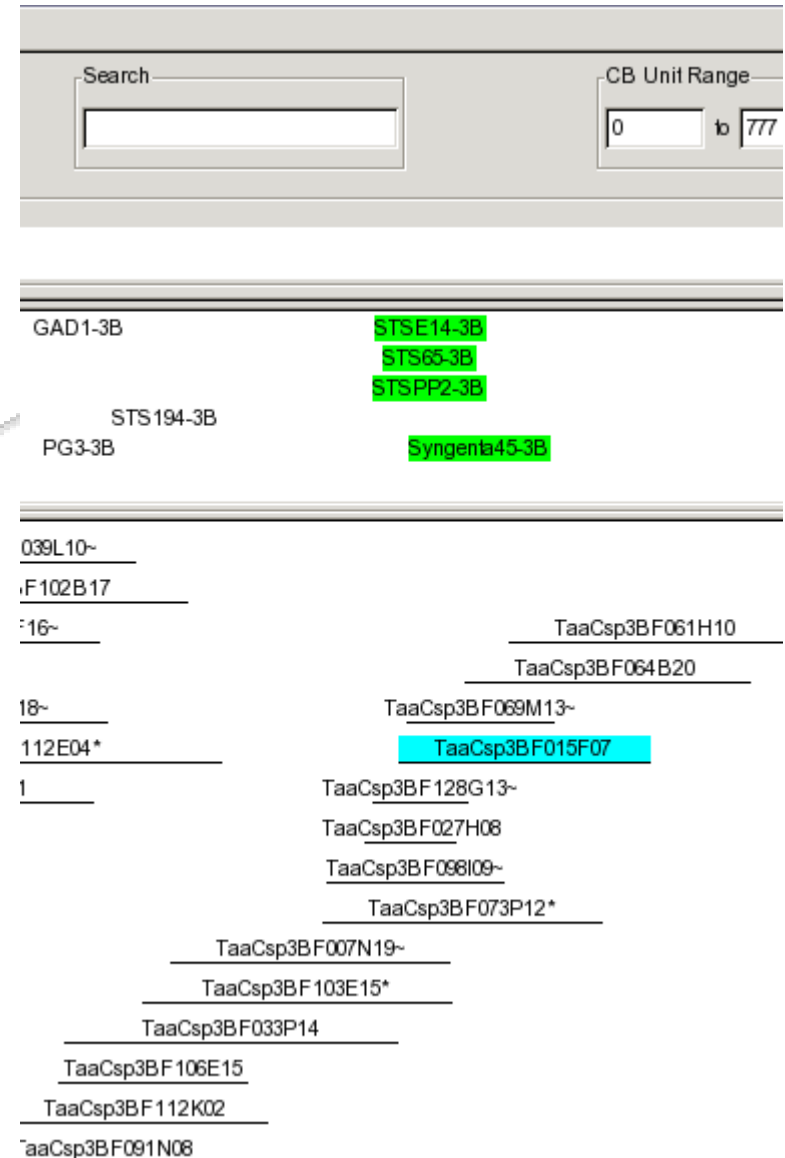 Search CB Unit Range
0 to 777
GAD1-3B STSE14-3B
STS65-3B
STSPP2-3B
STS194-3B
PG3-3B Syngenta45-3B
039L10~
F102B17
F16~ TaaCsp3BF061H10
TaaCsp3BF064B20
18~ TaaCsp3BF069M13~
112E04* TaaCsp3BF015F07
1 TaaCsp3BF128G13~
TaaCsp3BF027H08
TaaCsp3BF098I09~
TaaCsp3BF073P12*
TaaCsp3BF007N19~
TaaCsp3BF103E15*
TaaCsp3BF033P14
TaaCsp3BF106E15
TaaCsp3BF112K02
TaaCsp3BF091N08